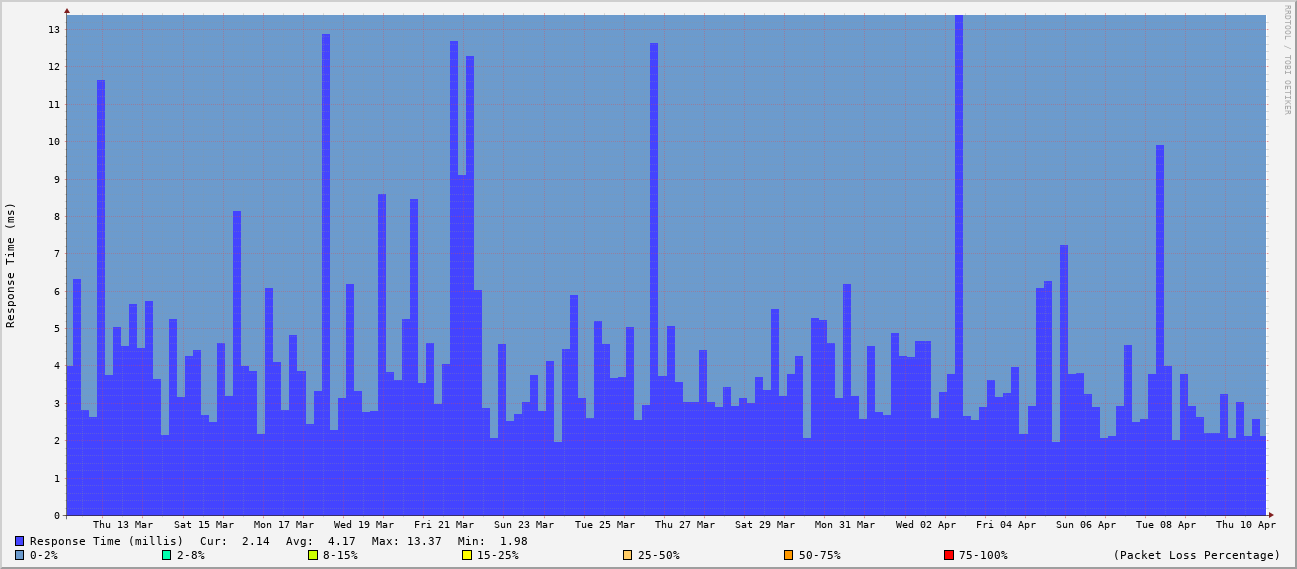 RRDTOOL / TOBI OETIKER
Response Time (ms)
13
12
11
10
9
8
7
6
5
4
3
2
1
0
Thu 13 Mar Sat 15 Mar Mon 17 Mar Wed 19 Mar Fri 21 Mar Sun 23 Mar Tue 25 Mar Thu 27 Mar Sat 29 Mar Mon 31 Mar Wed 02 Apr Fri 04 Apr Sun 06 Apr Tue 08 Apr Thu 10 Apr
Response Time (millis) Cur: 2.14 Avg: 4.17 Max: 13.37 Min: 1.98
0-2% 2-8% 8-15% 15-25% 25-50% 50-75% 75-100% (Packet Loss Percentage)